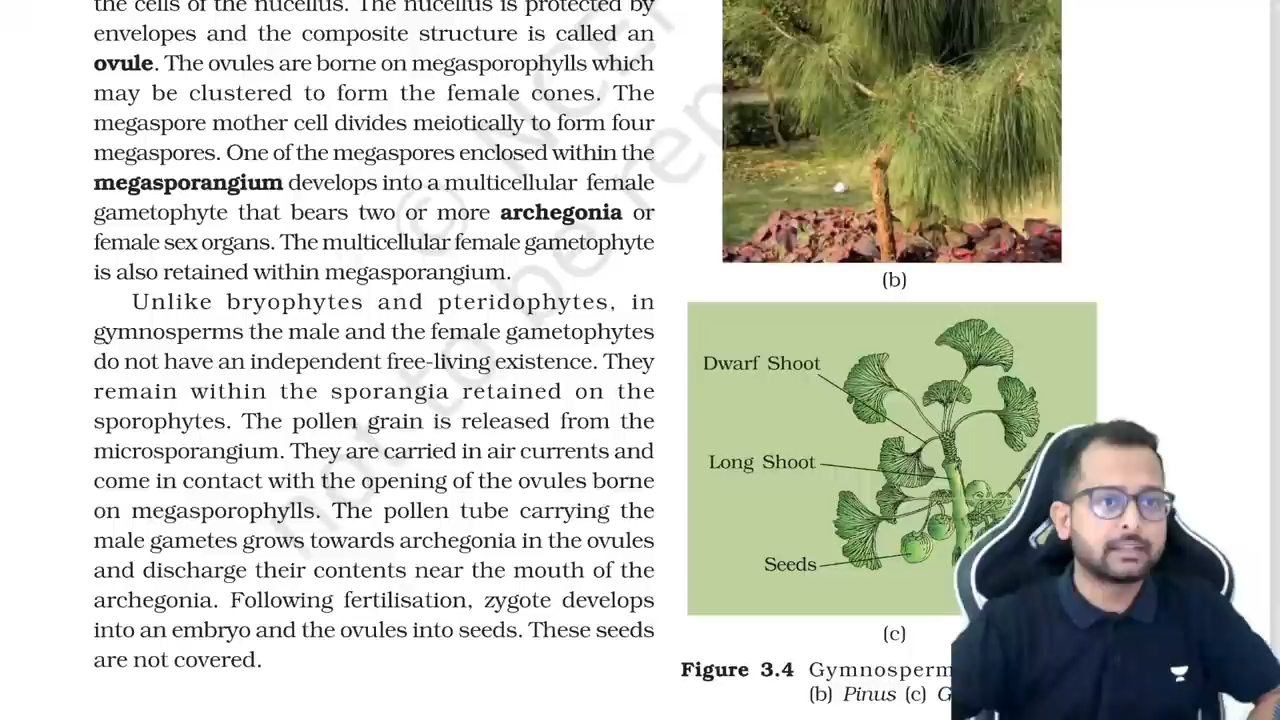 the cells of the nucellus. The nucellus is protected by
envelopes and the composite structure is called an
ovule. The ovules are borne on megasporophylls which
may be clustered to form the female cones. The
megaspore mother cell divides meiotically to form four
megaspores. One of the megaspores enclosed within the
megasporangium develops into a multicellular female
gametophyte that bears two or more archegonia or
female sex organs. The multicellular female gametophyte
is also retained within megasporangium.
Unlike bryophytes and pteridophytes, in
gymnosperms the male and the female gametophytes
do not have an independent free-living existence. They
remain within the sporangia retained on the
sporophytes. The pollen grain is released from the
microsporangium. They are carried in air currents and
come in contact with the opening of the ovules borne
on megasporophylls. The pollen tube carrying the
male gametes grows towards archegonia in the ovules
and discharge their contents near the mouth of the
archegonia. Following fertilisation, zygote develops
into an embryo and the ovules into seeds. These seeds
are not covered.
(b)
Dwarf Shoot
Long Shoot
Seeds
(c)
Figure 3.4 Gymnosperm
(b) Pinus (c) G
© NCE
not to be rep